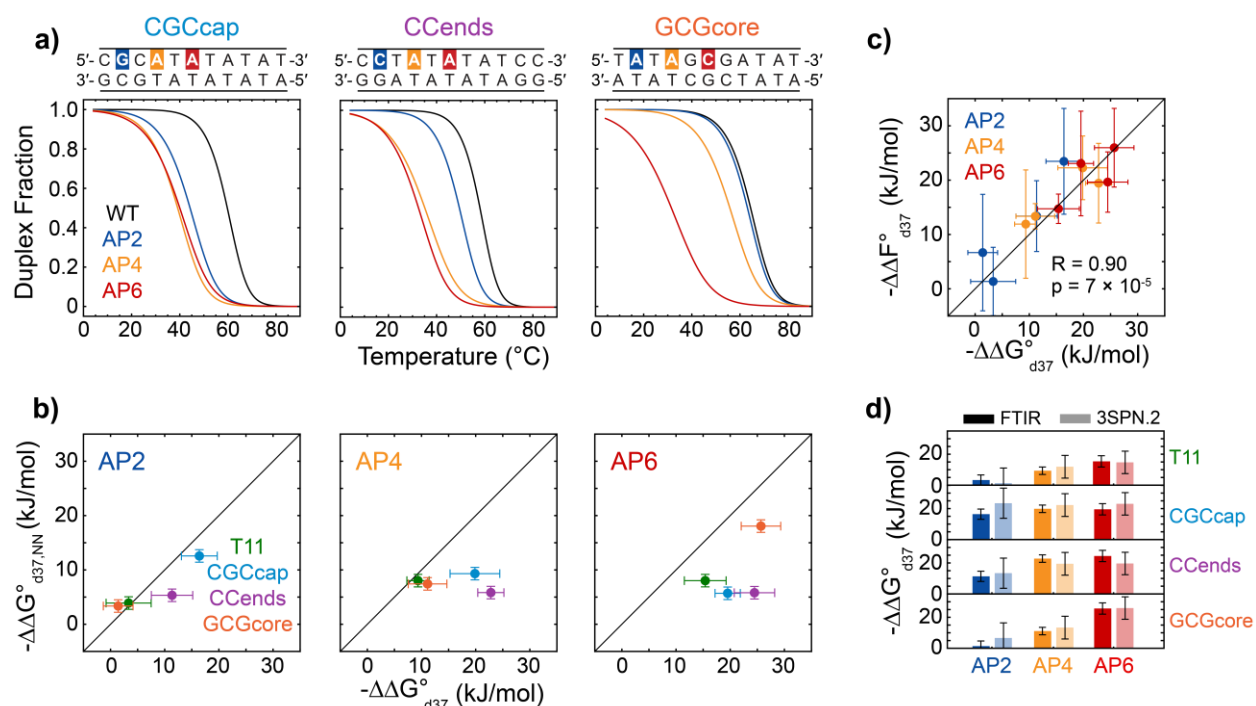 a)
CGCcap
CCends
GCGcore
5′- C G C A T A T A T A T -3′
3′- G C G T A T A T A T A -5′
5′- C C T A T A T A T C C -3′
3′- G G A T A T A T A G G -5′
5′- T A T A G C G A T A T -3′
3′- A T A T C G C T A T A -5′
Duplex Fraction
1.0
0.8
0.6
0.4
0.2
0
WT
AP2
AP4
AP6
0 20 40 60 80
0 20 40 60 80
0 20 40 60 80
Temperature (°C)
c)
-ΔΔF°d37 (kJ/mol)
30
20
10
0
AP2
AP4
AP6
R = 0.90
p = 7 × 10⁻⁵
0 10 20 30
-ΔΔG°d37 (kJ/mol)
b)
-ΔΔG°d37,NN (kJ/mol)
30
20
10
0
AP2
T11
CGCcap
CCends
GCGcore
AP4
AP6
0 10 20 30
0 10 20 30
0 10 20 30
-ΔΔG°d37 (kJ/mol)
d)
FTIR
3SPN.2
-ΔΔG°d37 (kJ/mol)
20
0
T11
20
0
CGCcap
20
0
CCends
20
0
GCGcore
AP2 AP4 AP6